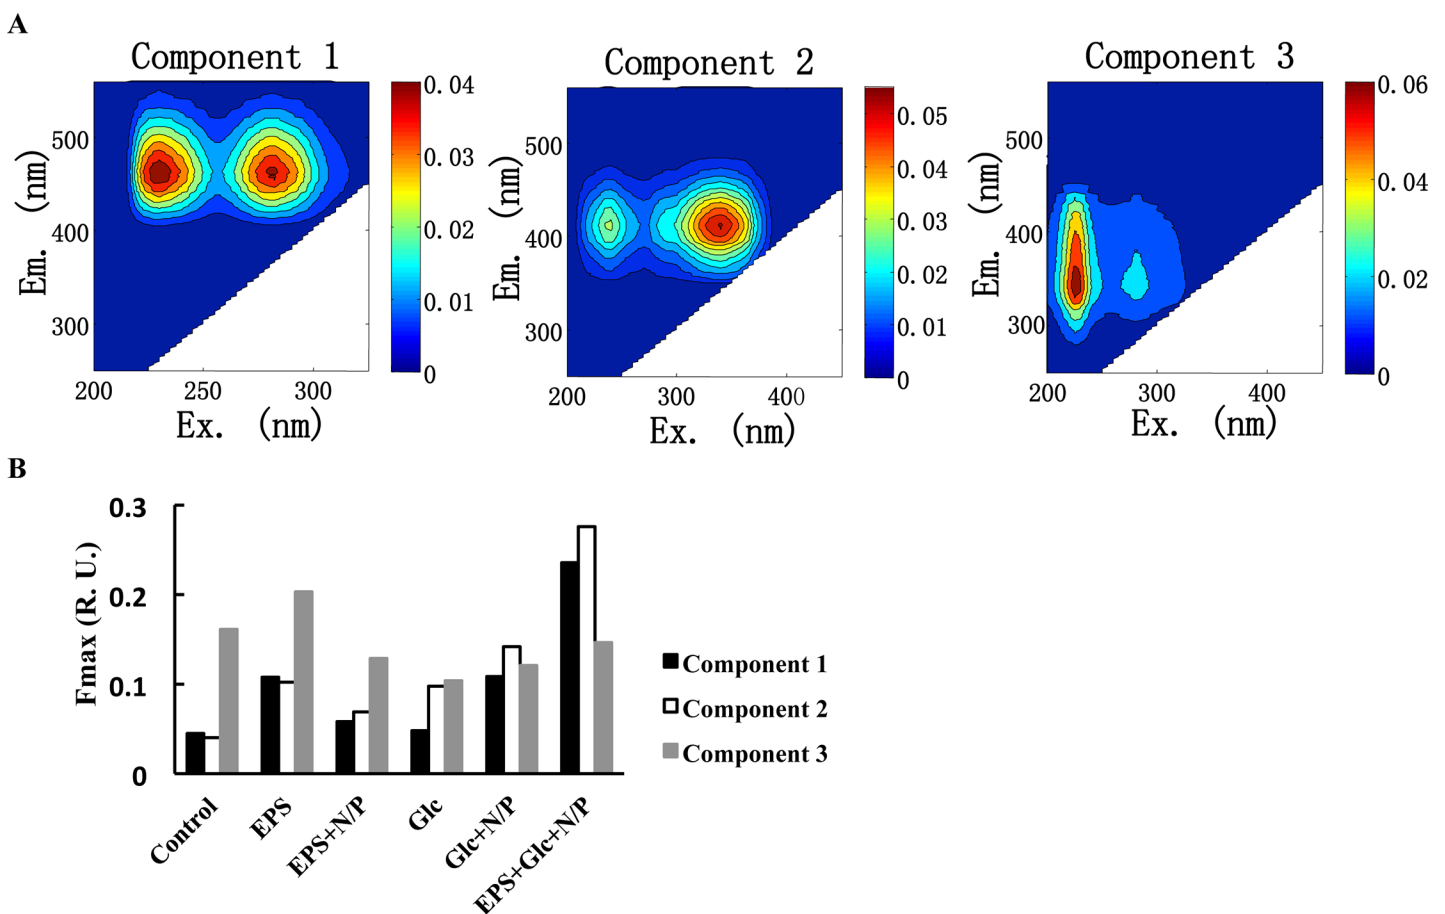 A
Component 1
Component 2
Component 3
Em. (nm)
500
400
300
200
250
300
Ex. (nm)
0.04
0.03
0.02
0.01
0
Em. (nm)
500
400
300
200
300
400
Ex. (nm)
0.05
0.04
0.03
0.02
0.01
0
Em. (nm)
500
400
300
200
300
400
Ex. (nm)
0.06
0.04
0.02
0
B
Fmax (R. U.)
0.3
0.2
0.1
0
Control
EPS
EPS+N/P
Glc
Glc+N/P
EPS+Glc+N/P
Component 1
Component 2
Component 3